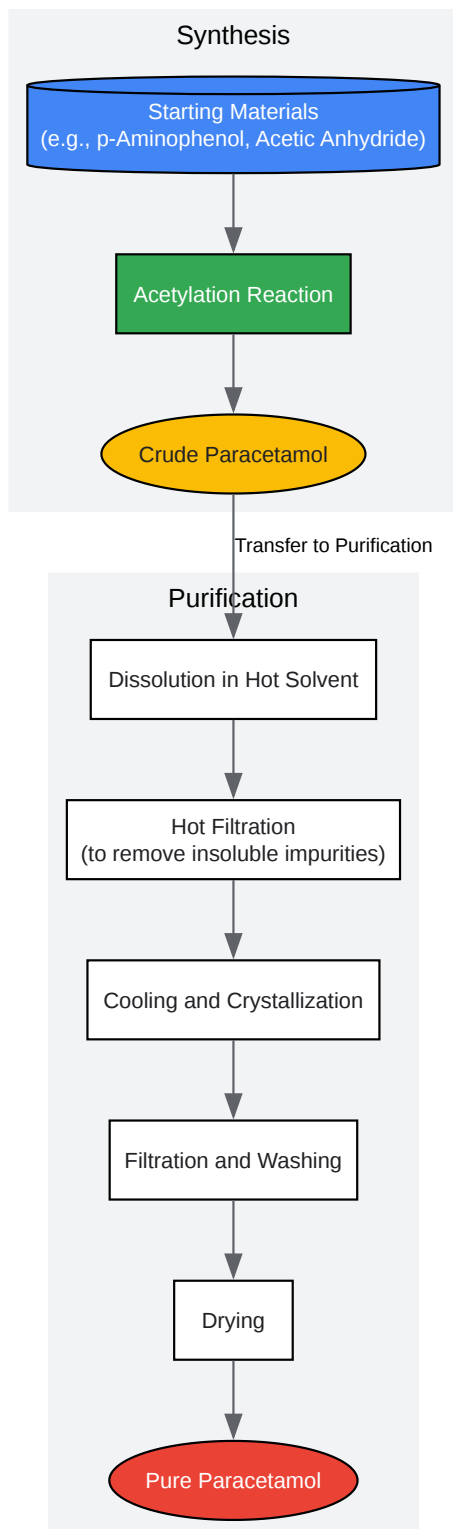 Synthesis
Starting Materials
(e.g., p-Aminophenol, Acetic Anhydride)
Acetylation Reaction
Crude Paracetamol
Transfer to Purification
Purification
Dissolution in Hot Solvent
Hot Filtration
(to remove insoluble impurities)
Cooling and Crystallization
Filtration and Washing
Drying
Pure Paracetamol